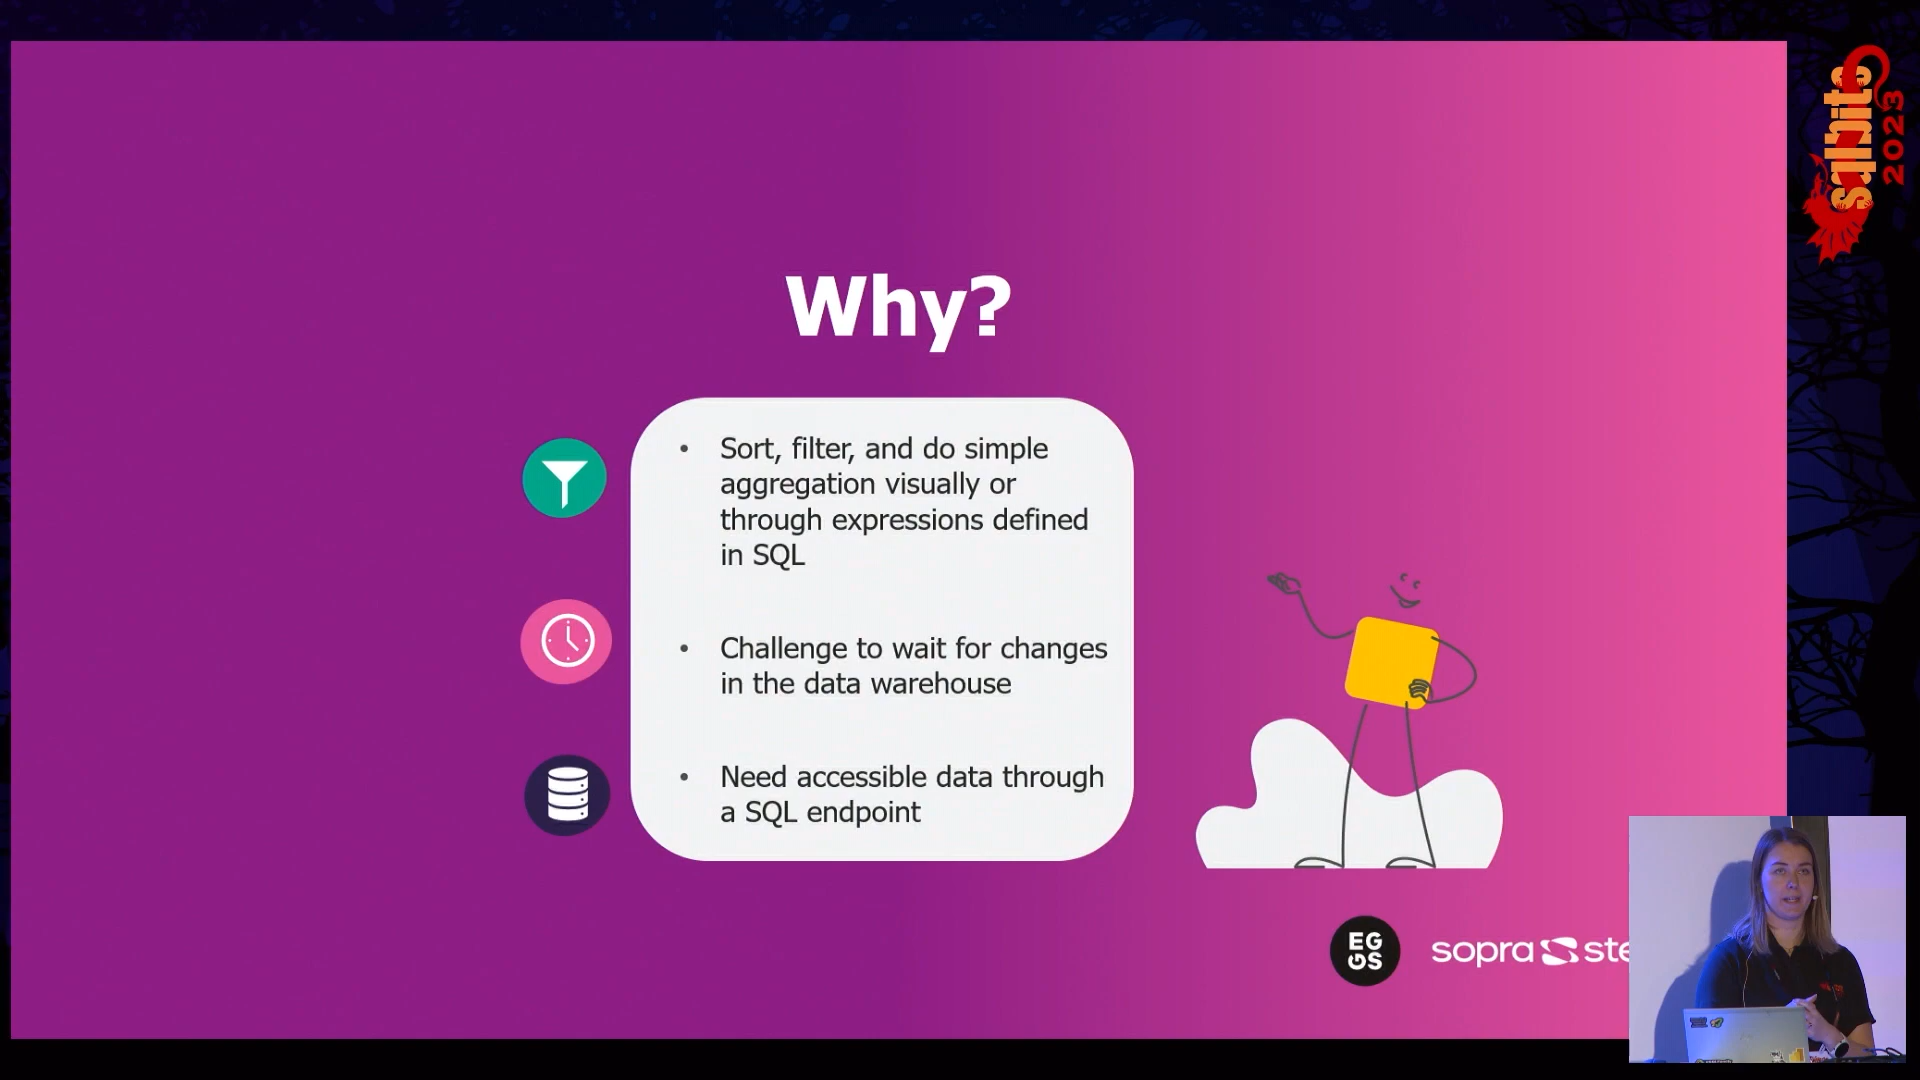 Why?
• Sort, filter, and do simple
aggregation visually or
through expressions defined
in SQL
• Challenge to wait for changes
in the data warehouse
• Need accessible data through
a SQL endpoint
EG
GS
sopra ste
sqlbits
2023